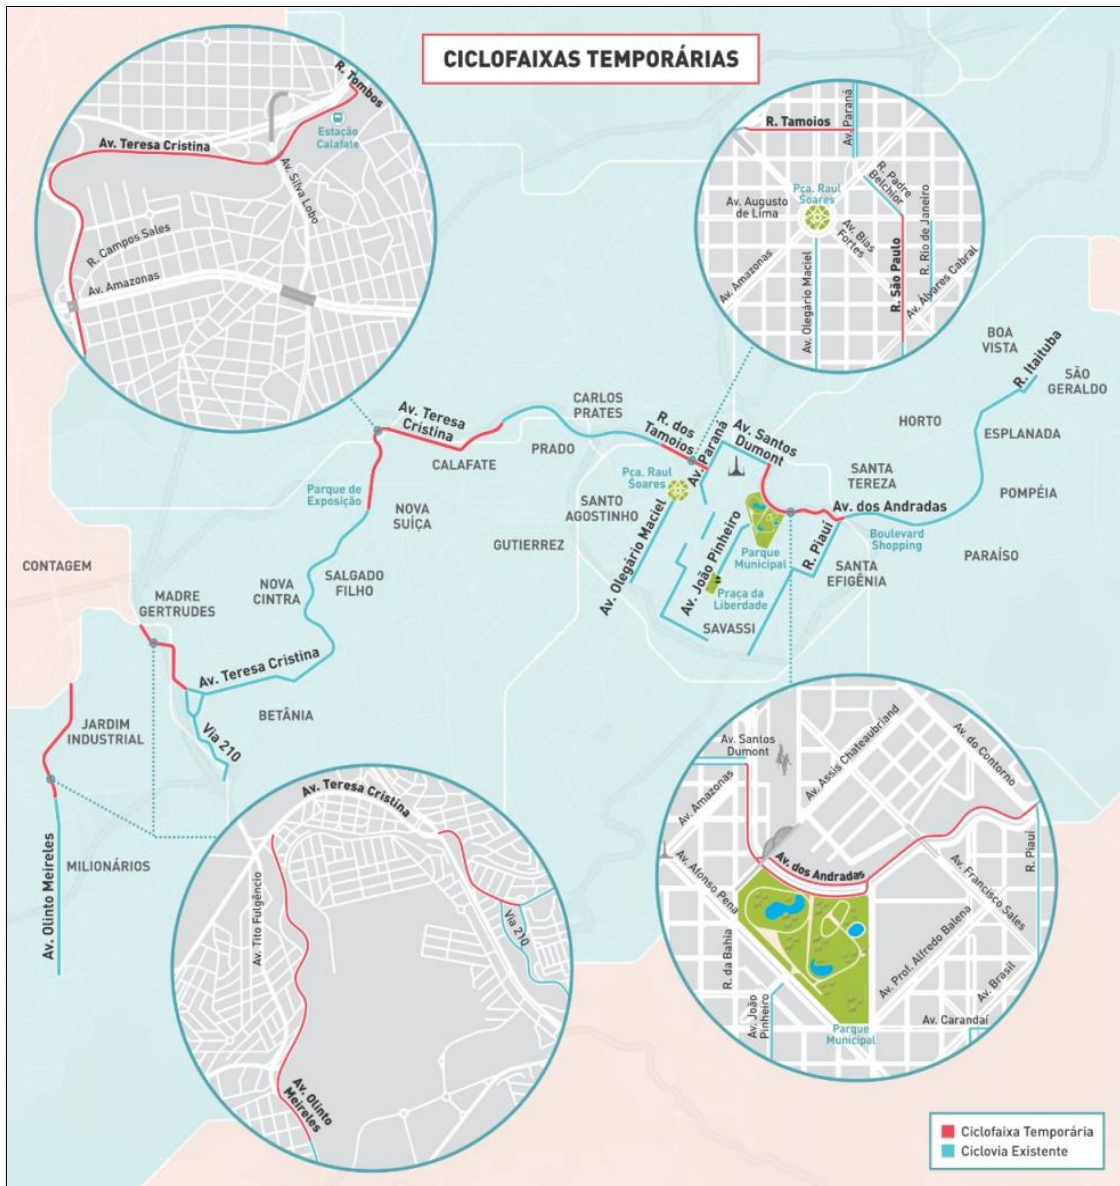 CICLOFAIXAS TEMPORÁRIAS
R. Tombos
Estação
Calafate
Av. Teresa Cristina
Av. Silva Lobo
R. Campos Sales
Av. Amazonas
R. Tamoios
Av. Paraná
R. Padre
Belchior
Pça. Raul
Soares
Av. Augusto
de Lima
Av. Bias
Fortes
R. Rio de Janeiro
Av. Amazonas
Av. Olegário Maciel
R. São Paulo
Av. Álvares Cabral
BOA
VISTA
R. Itaituba
SÃO
GERALDO
HORTO
ESPLANADA
POMPÉIA
PARAÍSO
CARLOS
PRATES
Av. Teresa
Cristina
R. dos
Tamoios
Av. Paraná
Av. Santos
Dumont
PRADO
CALAFATE
SANTA
TEREZA
Pça. Raul
Soares
Parque de
Exposição
NOVA
SUÍÇA
SANTO
AGOSTINHO
GUTIERREZ
Av. Olegário Maciel
Av. João Pinheiro
Parque
Municipal
Av. dos Andradas
Boulevard
Shopping
R. Piauí
SANTA
EFIGÊNIA
Praça da
Liberdade
SAVASSI
CONTAGEM
MADRE
GERTRUDES
NOVA
CINTRA
SALGADO
FILHO
Av. Teresa Cristina
BETÂNIA
Via 210
JARDIM
INDUSTRIAL
MILIONÁRIOS
Av. Olinto Meireles
Av. Teresa Cristina
Av. Tito Fulgêncio
Via 210
Av. Olinto
Meireles
Av. Santos
Dumont
Av. Assis Chateaubriand
Av. do Contorno
Av. Amazonas
Av. dos Andradas
Av. Afonso Pena
R. Piauí
Av. Francisco Sales
R. da Bahia
Av. Prof. Alfredo Balena
Av. Brasil
Av. João
Pinheiro
Av. Carandaí
Parque
Municipal
Ciclofaixa Temporária
Ciclovia Existente